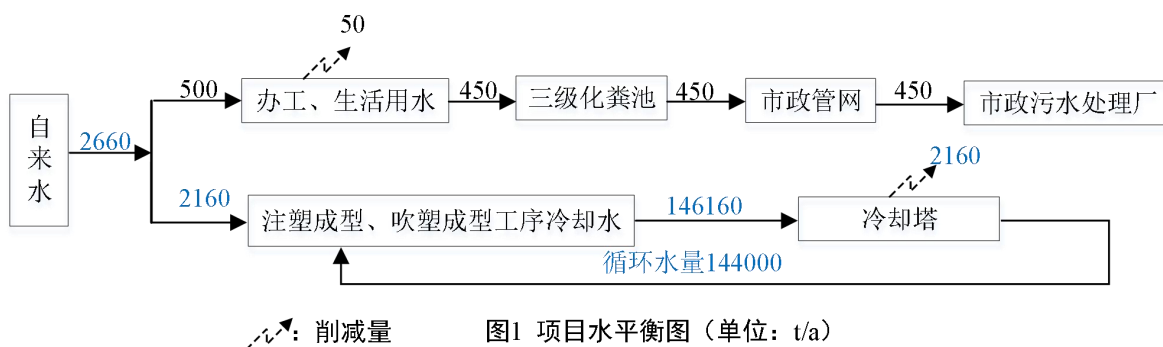 50
500
办工、生活用水
450
三级化粪池
450
市政管网
450
市政污水处理厂
自来水
2660
2160
2160
注塑成型、吹塑成型工序冷却水
146160
冷却塔
循环水量144000
：削减量
图1 项目水平衡图（单位：t/a）